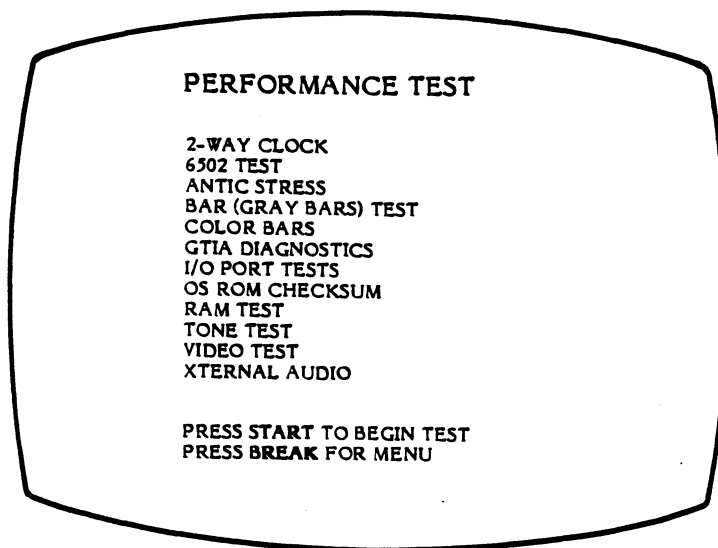 PERFORMANCE TEST
2-WAY CLOCK
6502 TEST
ANTIC STRESS
BAR (GRAY BARS) TEST
COLOR BARS
GTIA DIAGNOSTICS
I/O PORT TESTS
OS ROM CHECKSUM
RAM TEST
TONE TEST
VIDEO TEST
XTERNAL AUDIO
PRESS START TO BEGIN TEST
PRESS BREAK FOR MENU